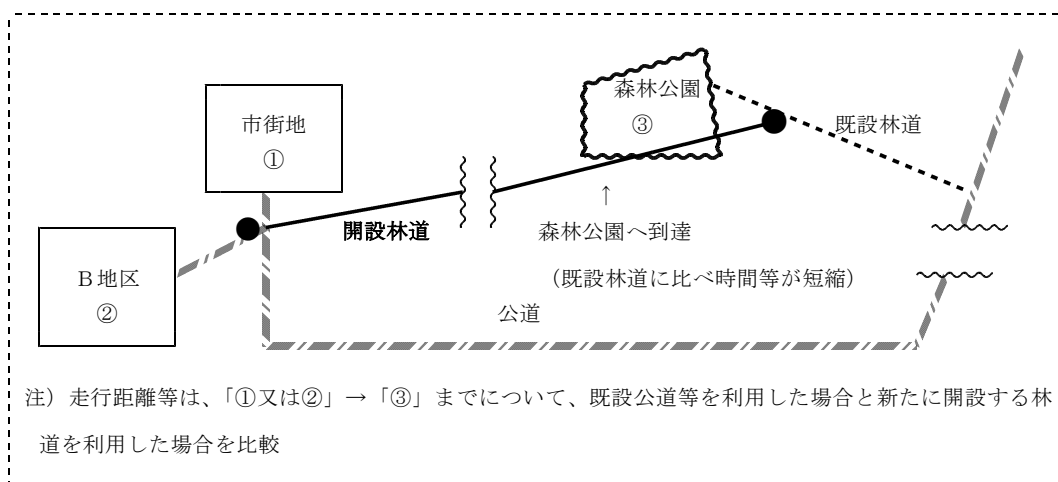 森林公園
③
既設林道
市街地
①
開設林道
↑
森林公園へ到達
（既設林道に比べ時間等が短縮）
Ｂ地区
②
公道
注）走行距離等は、「①又は②」→「③」までについて、既設公道等を利用した場合と新たに開設する林
道を利用した場合を比較